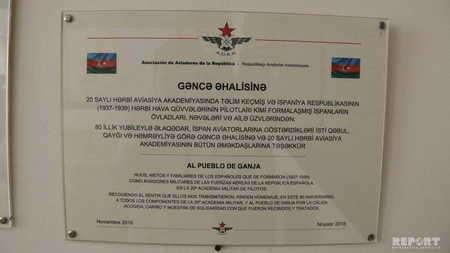 A.D.A.R.
Asociación de Aviadores de la República - Respublikaçı Aviatorlar Assosiasiyası
GƏNCƏ ƏHALİSİNƏ
20 SAYLI HƏRBİ AVİASİYA AKADEMİYASINDA TƏLİM KEÇMİŞ VƏ İSPANİYA RESPUBLİKASININ
(1937-1939) HƏRBİ HAVA QÜVVƏLƏRİNİN PİLOTLARI KİMİ FORMALAŞMIŞ İSPANLARIN
ÖVLADLARI, NƏVƏLƏRİ VƏ AİLƏ ÜZVLƏRİNDƏN:
80 İLLİK YUBİLEYLƏ ƏLAQƏDAR, İSPAN AVİATORLARINA GÖSTƏRDİKLƏRİ İSTİ QƏBUL,
QAYĞI VƏ HƏMRƏYLİYƏ GÖRƏ GƏNCƏ ƏHALİSİNƏ VƏ 20 SAYLI HƏRBİ AVİASİYA
AKADEMİYASININ BÜTÜN ƏMƏKDAŞLARINA TƏŞƏKKÜR
AL PUEBLO DE GANJA
HIJOS, NIETOS Y FAMILIARES DE LOS ESPAÑOLES QUE SE FORMARON (1937-1939)
COMO AVIADORES MILITARES DE LAS FUERZAS AÉREAS DE LA REPÚBLICA ESPAÑOLA,
EN LA 20ª ACADEMIA MILITAR DE PILOTOS:
RECOGIENDO EL SENTIR QUE ELLOS NOS TRANSMITIERON, RINDEN HOMENAJE, EN ESTE 80 ANIVERSARIO,
A TODOS LOS COMPONENTES DE LA 20ª ACADEMIA MILITAR, Y AL PUEBLO DE GANJA POR LA CÁLIDA
ACOGIDA, CARIÑO Y MUESTRA DE SOLIDARIDAD CON QUE FUERON RECIBIDOS Y TRATADOS.
Noviembre 2016
Noyabr 2016
REPORT